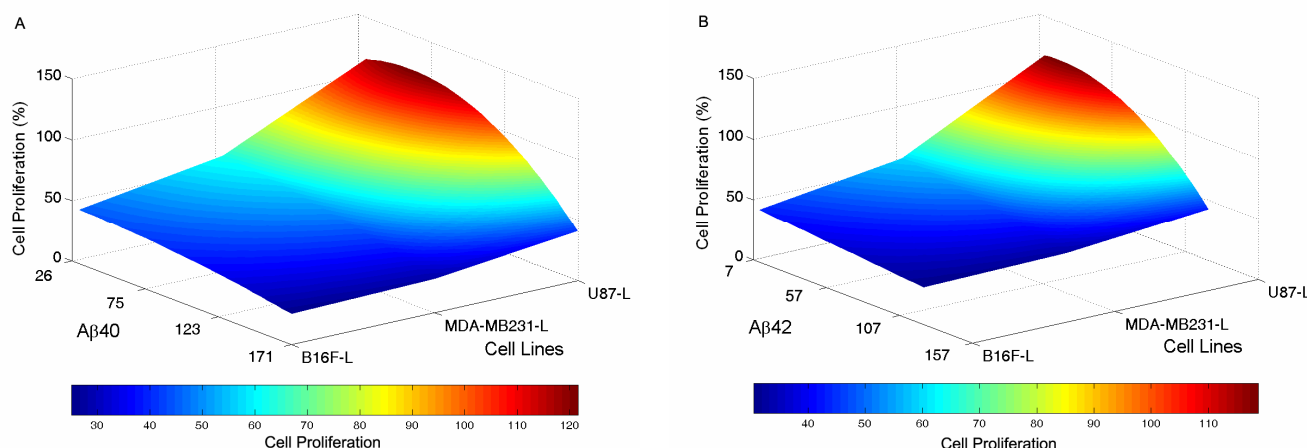 A
150
100
50
0
Cell Proliferation (%)
26
75
123
171
Aβ40
B16F-L
MDA-MB231-L
U87-L
Cell Lines
30 40 50 60 70 80 90 100 110 120
Cell Proliferation
B
150
100
50
0
Cell Proliferation (%)
7
57
107
157
Aβ42
B16F-L
MDA-MB231-L
U87-L
Cell Lines
40 50 60 70 80 90 100 110
Cell Proliferation